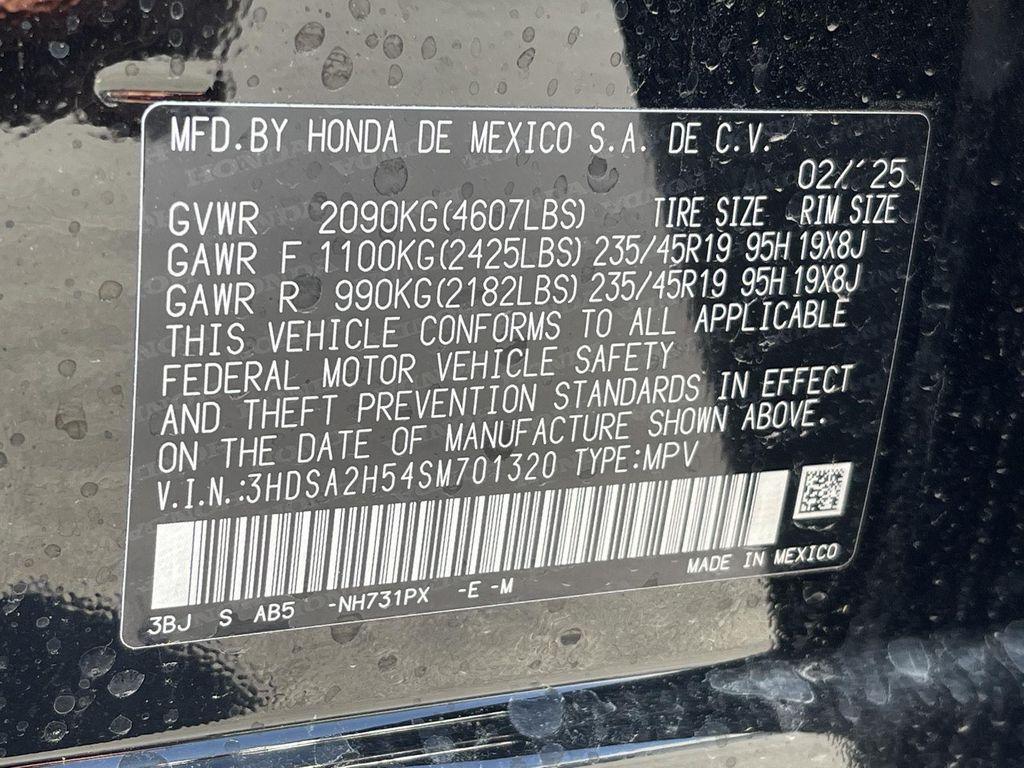 MFD.BY HONDA DE MEXICO S.A. DE C.V.
02/'25
GVWR 2090KG(4607LBS) TIRE SIZE RIM SIZE
GAWR F 1100KG(2425LBS) 235/45R19 95H 19X8J
GAWR R 990KG(2182LBS) 235/45R19 95H 19X8J
THIS VEHICLE CONFORMS TO ALL APPLICABLE
FEDERAL MOTOR VEHICLE SAFETY
AND THEFT PREVENTION STANDARDS IN EFFECT
ON THE DATE OF MANUFACTURE SHOWN ABOVE.
V.I.N.:3HDSA2H54SM701320 TYPE:MPV
MADE IN MEXICO
3BJ S AB5 -NH731PX -E -M